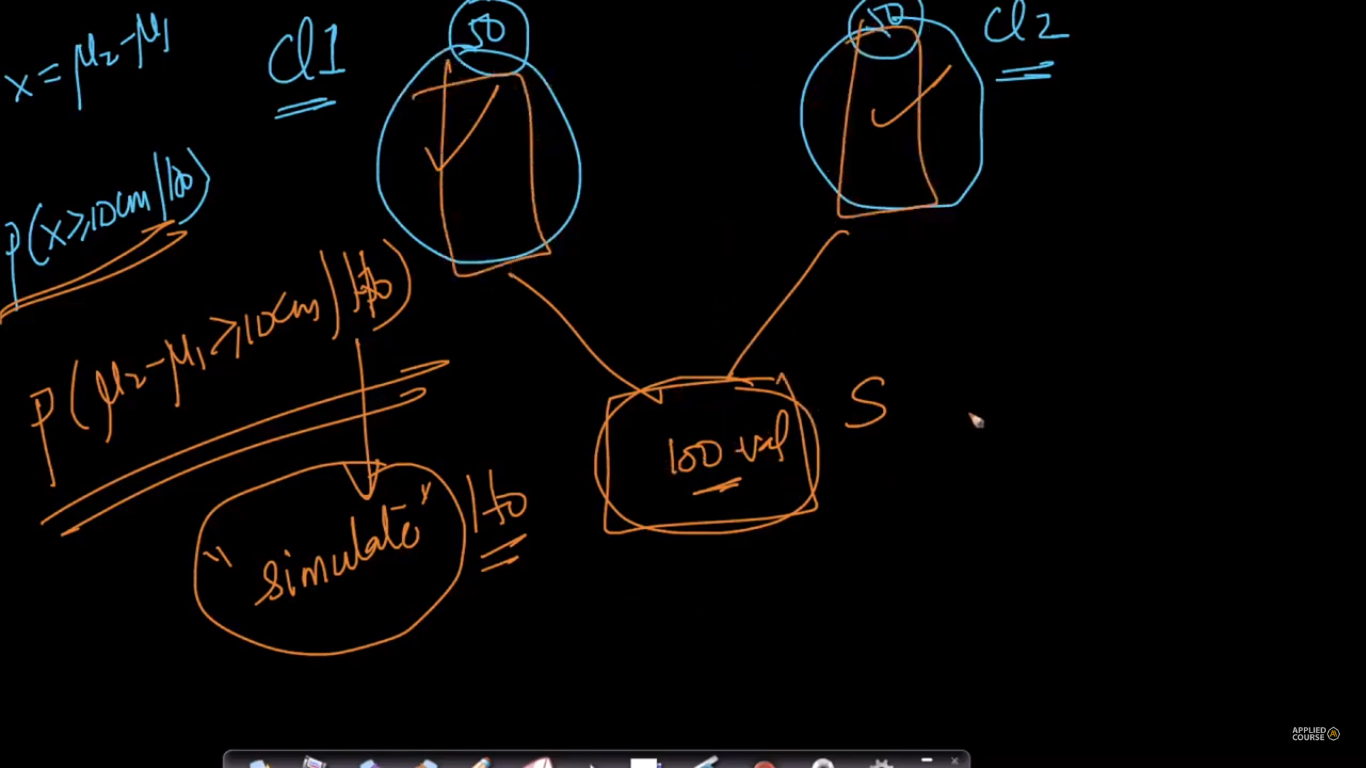 x = μ2 - μ1
Cl1
50
50
Cl2
P(x ≥ 10cm | H0)
P(μ2 - μ1 ≥ 10cm | H0)
100 val
S
"simulate" H0
APPLIED
COURSE